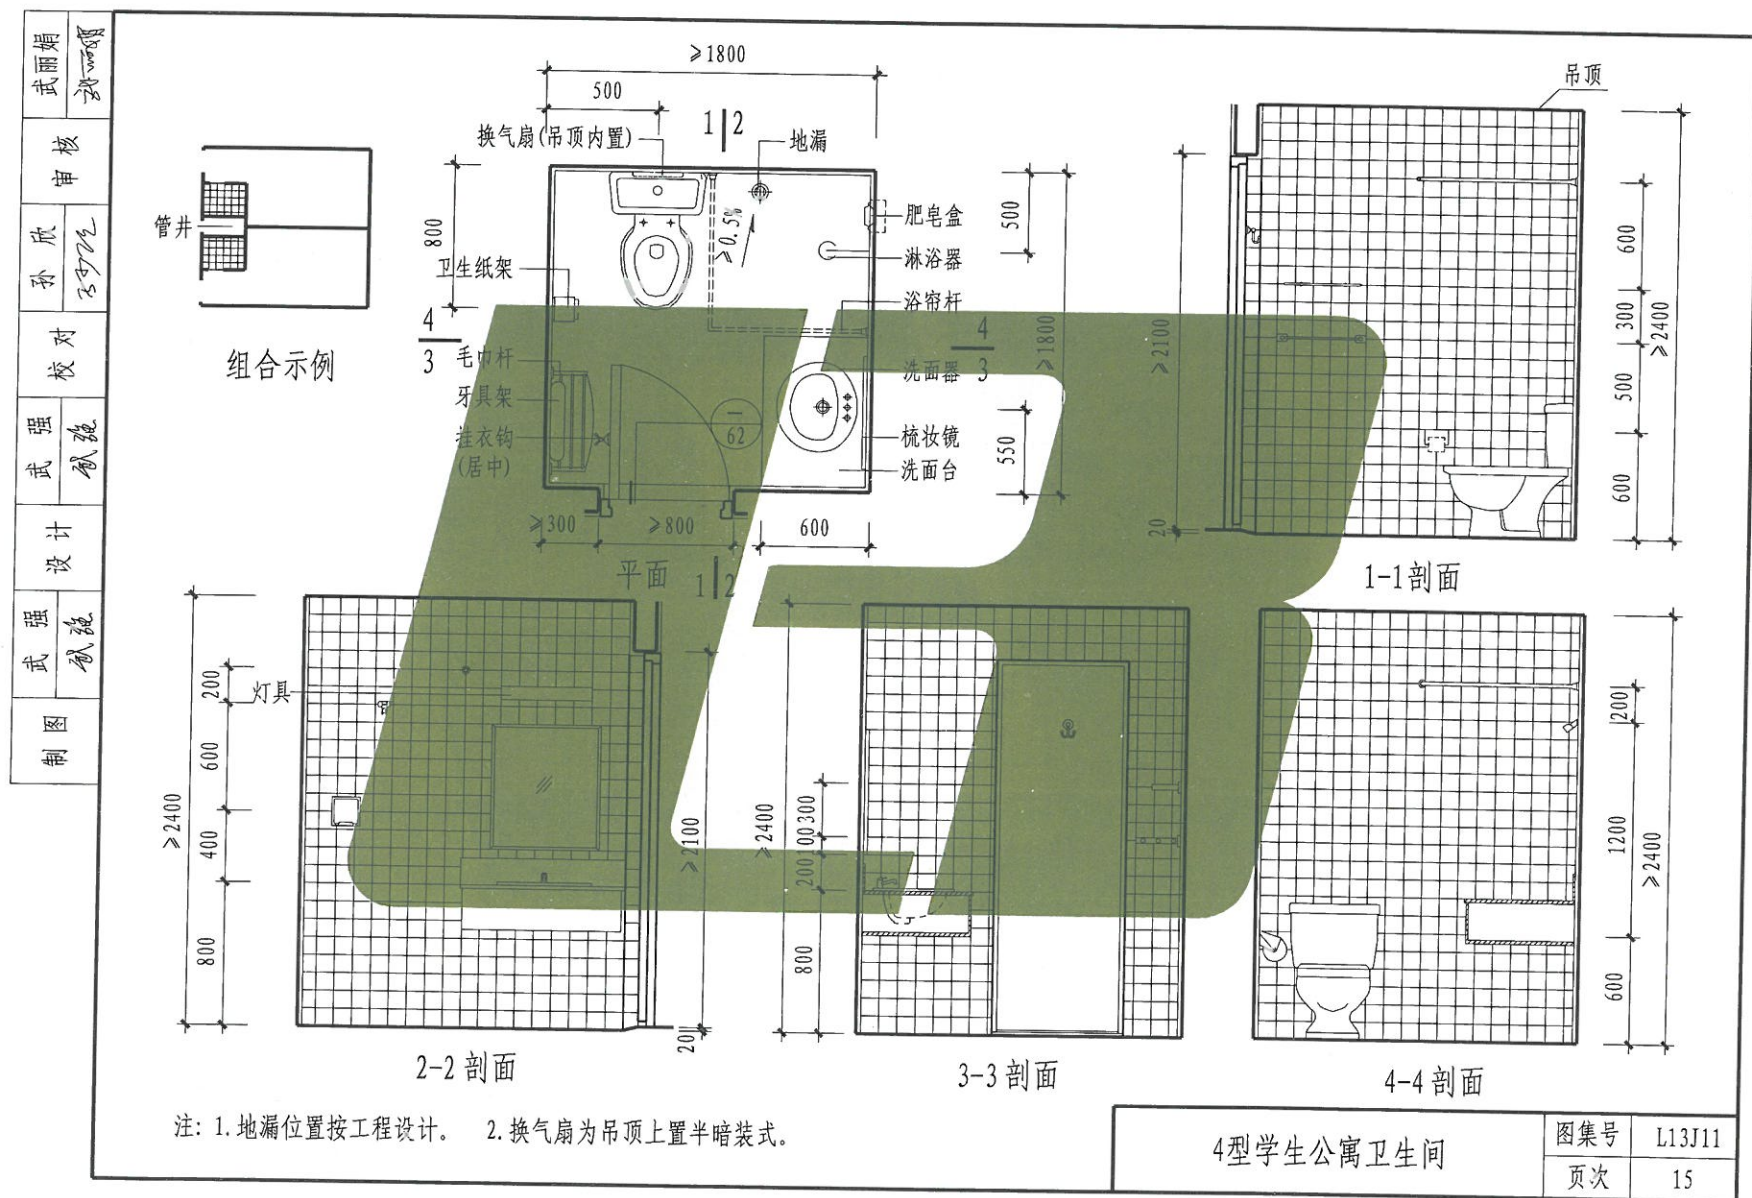 武丽娟
审 核
孙 欣
校 对
武 强
设 计
武 强
制 图
≥1800
500
换气扇(吊顶内置)
1 2
地漏
管井
组合示例
800
卫生纸架
4
3
毛巾杆
牙具架
挂衣钩
(居中)
≥0.5%
肥皂盒
淋浴器
浴帘杆
4
3
洗面器
梳妆镜
洗面台
1
62
500
≥1800
550
≥300
≥800
600
平面
1 2
吊顶
≥2100
20
600
300
500
600
≥2400
1-1剖面
灯具
≥2400
200
600
400
800
≥2100
20
2-2 剖面
≥2400
300
100
200
800
3-3 剖面
200
1200
600
≥2400
4-4 剖面
注: 1.地漏位置按工程设计。 2.换气扇为吊顶上置半暗装式。
4型学生公寓卫生间
图集号 L13J11
页次 15